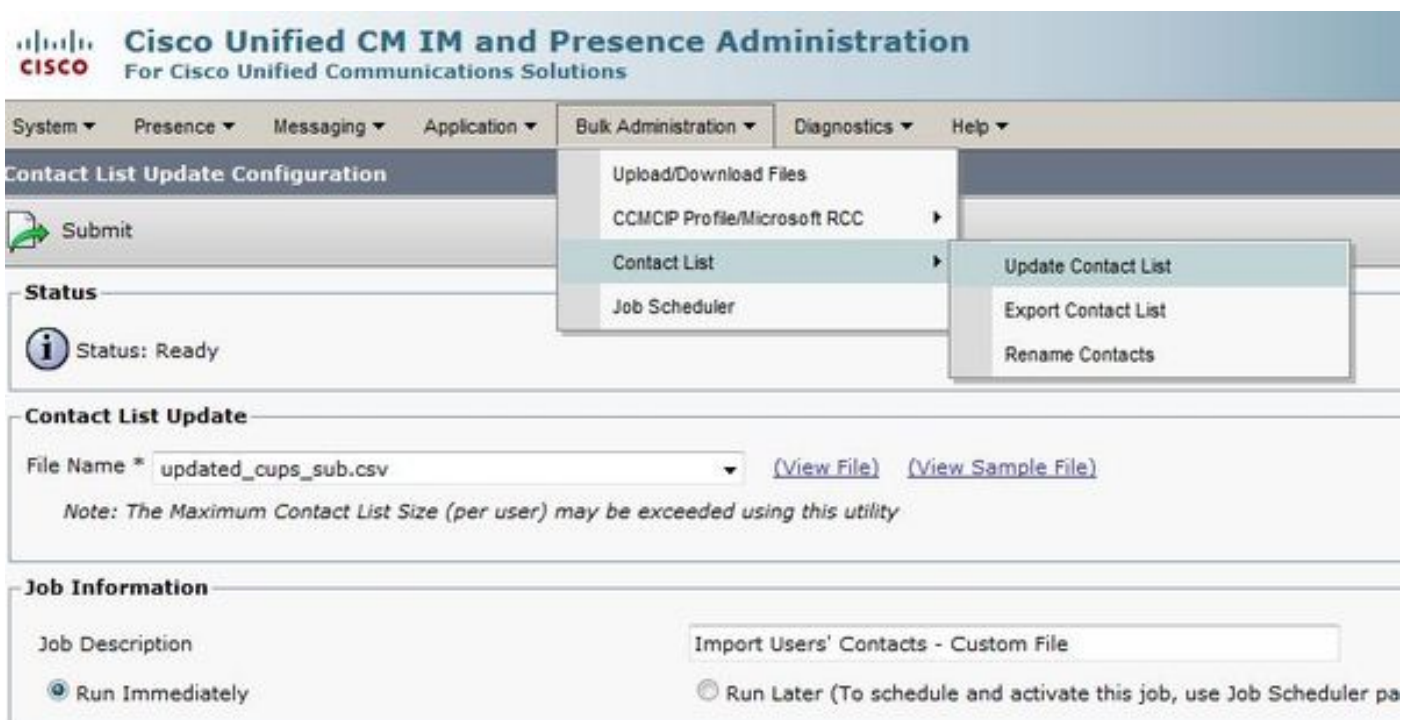 CISCO
Cisco Unified CM IM and Presence Administration
For Cisco Unified Communications Solutions
System Presence Messaging Application Bulk Administration Diagnostics Help
Contact List Update Configuration
Upload/Download Files
CCMCIP Profile/Microsoft RCC
Contact List
Job Scheduler
Update Contact List
Export Contact List
Rename Contacts
Submit
Status
i Status: Ready
Contact List Update
File Name * updated_cups_sub.csv (View File) (View Sample File)
Note: The Maximum Contact List Size (per user) may be exceeded using this utility
Job Information
Job Description Import Users' Contacts - Custom File
Run Immediately Run Later (To schedule and activate this job, use Job Scheduler pa